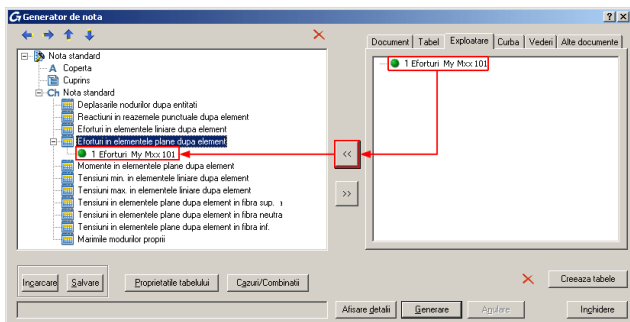 Generator de nota
Document Tabel Exploatare Curba Vederi Alte documente
Nota standard
A Coperta
Cuprins
Ch Nota standard
Deplasarile nodurilor dupa entitati
Reactiuni in reazemele punctuale dupa element
Eforturi in elementele liniare dupa element
Eforturi in elementele plane dupa element
1 Eforturi My Mxx 101
Momente in elementele plane dupa element
Tensiuni min. in elementele liniare dupa element
Tensiuni max. in elementele liniare dupa element
Tensiuni in elementele plane dupa element in fibra sup.
Tensiuni in elementele plane dupa element in fibra neutra
Tensiuni in elementele plane dupa element in fibra inf.
Marimile modurilor proprii
<<
>>
1 Eforturi My Mxx 101
Incarcare Salvare Proprietatile tabelului Cazuri/Combinatii
Creeaza tabele
Afisare detalii Generare Anulare Inchidere